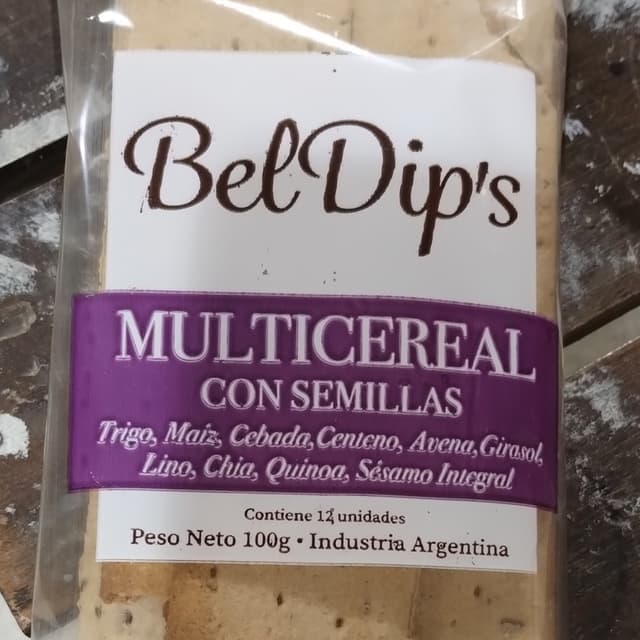 BelDip's
MULTICEREAL
CON SEMILLAS
Trigo, Maíz, Cebada, Centeno, Avena, Girasol,
Lino, Chia, Quinoa, Sésamo Integral
Contiene 12 unidades
Peso Neto 100g • Industria Argentina